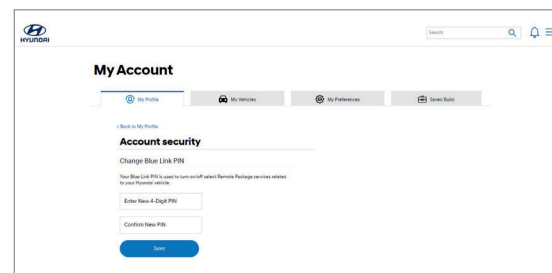 HYUNDAI
Search
My Account
My Profile
My Vehicles
My Preferences
Saved Build
< Back to My Profile
Account security
Change Blue Link PIN
Your Blue Link PIN is used to turn on/off select Remote Package services related
to your Hyundai vehicle.
Enter New 4-Digit PIN
Confirm New PIN
Save